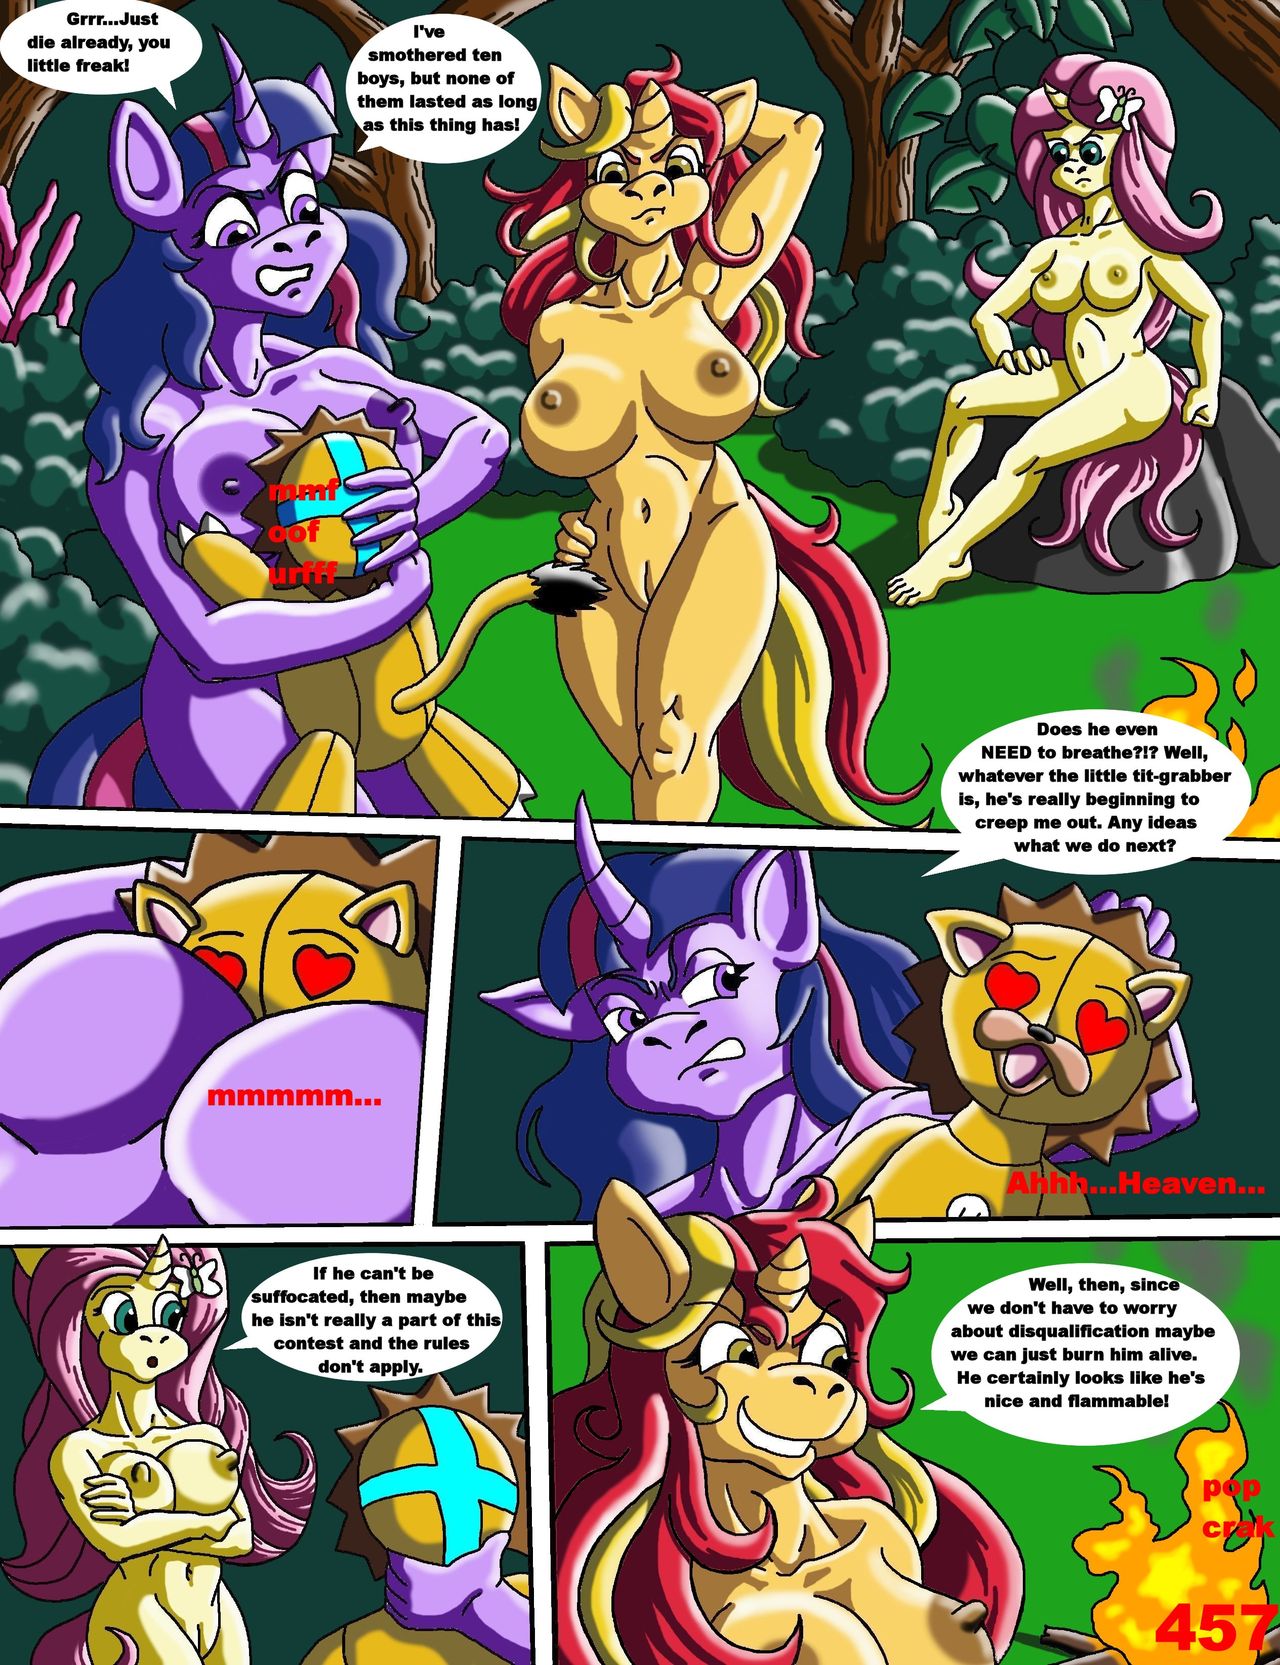 Grrr...Just
die already, you
little freak!
I've
smothered ten
boys, but none of
them lasted as long
as this thing has!
mmf
oof
urfff
Does he even
NEED to breathe?!? Well,
whatever the little tit-grabber
is, he's really beginning to
creep me out. Any ideas
what we do next?
mmmmm...
Ahhh...Heaven...
If he can't be
suffocated, then maybe
he isn't really a part of this
contest and the rules
don't apply.
Well, then, since
we don't have to worry
about disqualification maybe
we can just burn him alive.
He certainly looks like he's
nice and flammable!
pop
crak
457